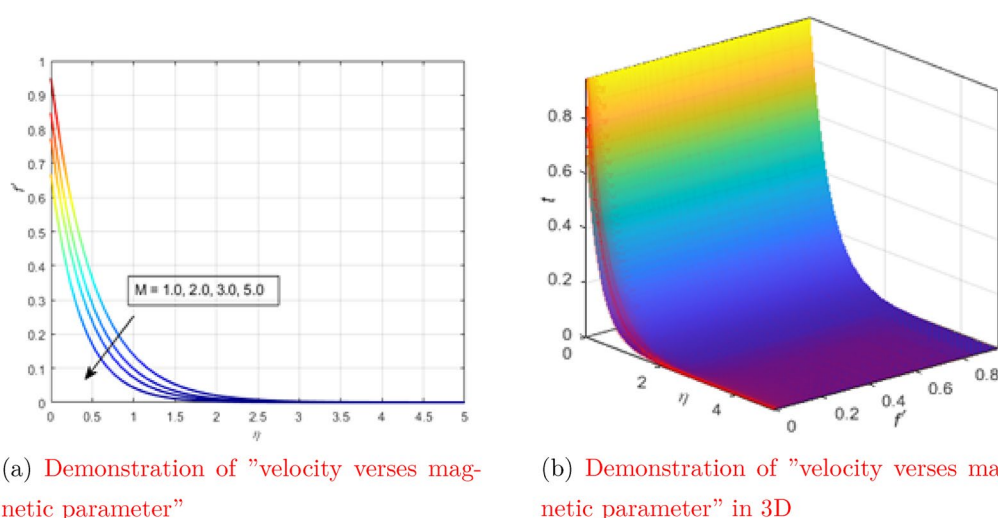 1
0.9
0.8
0.7
0.6
0.5
0.4
0.3
0.2
0.1
0
f'
M = 1.0, 2.0, 3.0, 5.0
0 0.5 1 1.5 2 2.5 3 3.5 4 4.5 5
η
0.8
0.6
0.4
0.2
0
t
0
2
4
η
0
0.2
0.4
0.6
0.8
f'
(a) Demonstration of "velocity verses mag-
netic parameter"
(b) Demonstration of "velocity verses ma
netic parameter" in 3D